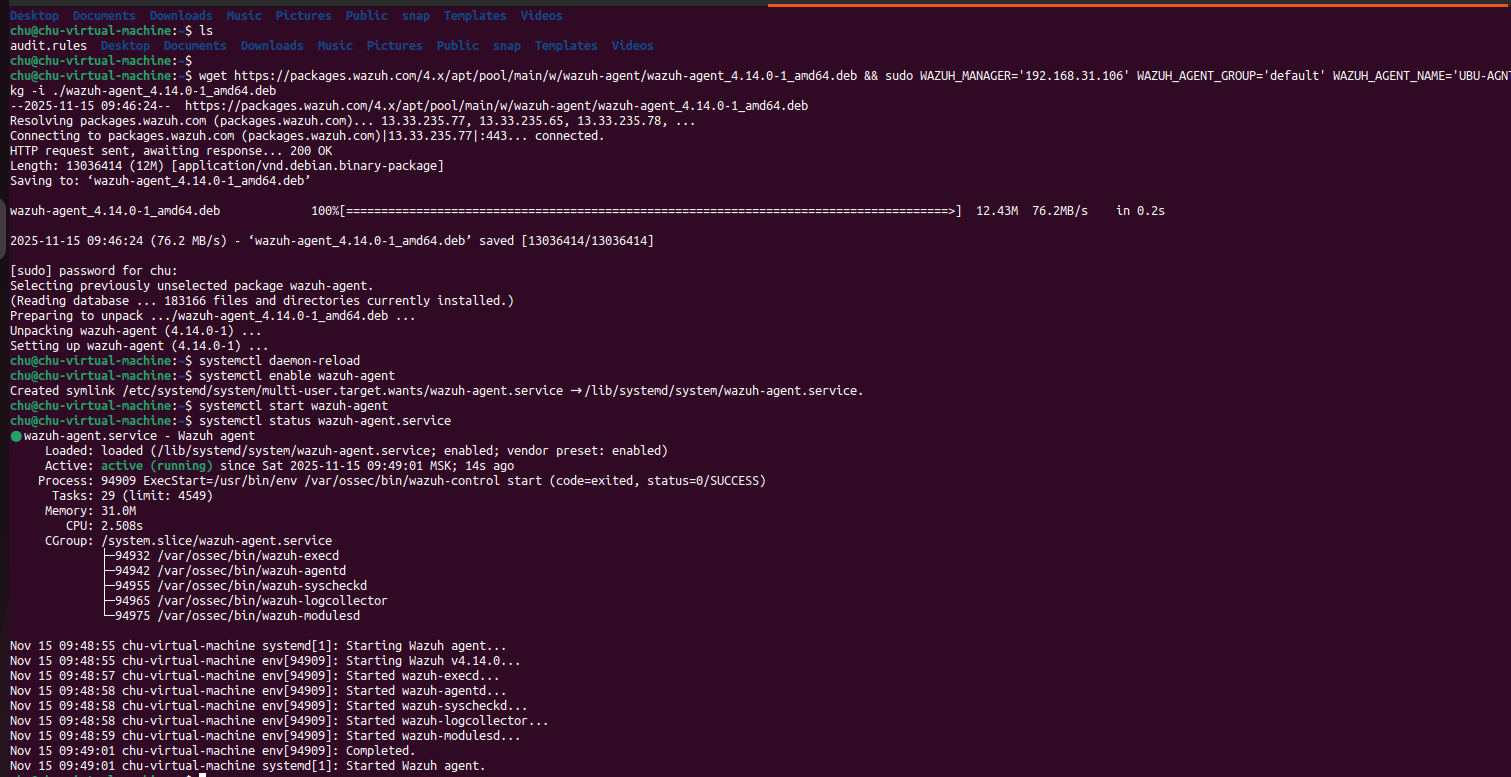 Desktop Documents Downloads Music Pictures Public snap Templates Videos
chu@chu-virtual-machine:~$ ls
audit.rules Desktop Documents Downloads Music Pictures Public snap Templates Videos
chu@chu-virtual-machine:~$
chu@chu-virtual-machine:~$ wget https://packages.wazuh.com/4.x/apt/pool/main/w/wazuh-agent/wazuh-agent_4.14.0-1_amd64.deb && sudo WAZUH_MANAGER='192.168.31.106' WAZUH_AGENT_GROUP='default' WAZUH_AGENT_NAME='UBU-AGN
kg -i ./wazuh-agent_4.14.0-1_amd64.deb
--2025-11-15 09:46:24-- https://packages.wazuh.com/4.x/apt/pool/main/w/wazuh-agent/wazuh-agent_4.14.0-1_amd64.deb
Resolving packages.wazuh.com (packages.wazuh.com)... 13.33.235.77, 13.33.235.65, 13.33.235.78, ...
Connecting to packages.wazuh.com (packages.wazuh.com)|13.33.235.77|:443... connected.
HTTP request sent, awaiting response... 200 OK
Length: 13036414 (12M) [application/vnd.debian.binary-package]
Saving to: ‘wazuh-agent_4.14.0-1_amd64.deb’
wazuh-agent_4.14.0-1_amd64.deb 100%[======================================================================================>] 12.43M 76.2MB/s in 0.2s
2025-11-15 09:46:24 (76.2 MB/s) - ‘wazuh-agent_4.14.0-1_amd64.deb’ saved [13036414/13036414]
[sudo] password for chu:
Selecting previously unselected package wazuh-agent.
(Reading database ... 183166 files and directories currently installed.)
Preparing to unpack .../wazuh-agent_4.14.0-1_amd64.deb ...
Unpacking wazuh-agent (4.14.0-1) ...
Setting up wazuh-agent (4.14.0-1) ...
chu@chu-virtual-machine:~$ systemctl daemon-reload
chu@chu-virtual-machine:~$ systemctl enable wazuh-agent
Created symlink /etc/systemd/system/multi-user.target.wants/wazuh-agent.service → /lib/systemd/system/wazuh-agent.service.
chu@chu-virtual-machine:~$ systemctl start wazuh-agent
chu@chu-virtual-machine:~$ systemctl status wazuh-agent.service
● wazuh-agent.service - Wazuh agent
Loaded: loaded (/lib/systemd/system/wazuh-agent.service; enabled; vendor preset: enabled)
Active: active (running) since Sat 2025-11-15 09:49:01 MSK; 14s ago
Process: 94909 ExecStart=/usr/bin/env /var/ossec/bin/wazuh-control start (code=exited, status=0/SUCCESS)
Tasks: 29 (limit: 4549)
Memory: 31.0M
CPU: 2.508s
CGroup: /system.slice/wazuh-agent.service
├─94932 /var/ossec/bin/wazuh-execd
├─94942 /var/ossec/bin/wazuh-agentd
├─94955 /var/ossec/bin/wazuh-syscheckd
├─94965 /var/ossec/bin/wazuh-logcollector
└─94975 /var/ossec/bin/wazuh-modulesd
Nov 15 09:48:55 chu-virtual-machine systemd[1]: Starting Wazuh agent...
Nov 15 09:48:55 chu-virtual-machine env[94909]: Starting Wazuh v4.14.0...
Nov 15 09:48:57 chu-virtual-machine env[94909]: Started wazuh-execd...
Nov 15 09:48:58 chu-virtual-machine env[94909]: Started wazuh-agentd...
Nov 15 09:48:58 chu-virtual-machine env[94909]: Started wazuh-syscheckd...
Nov 15 09:48:58 chu-virtual-machine env[94909]: Started wazuh-logcollector...
Nov 15 09:48:59 chu-virtual-machine env[94909]: Started wazuh-modulesd...
Nov 15 09:49:01 chu-virtual-machine env[94909]: Completed.
Nov 15 09:49:01 chu-virtual-machine systemd[1]: Started Wazuh agent.